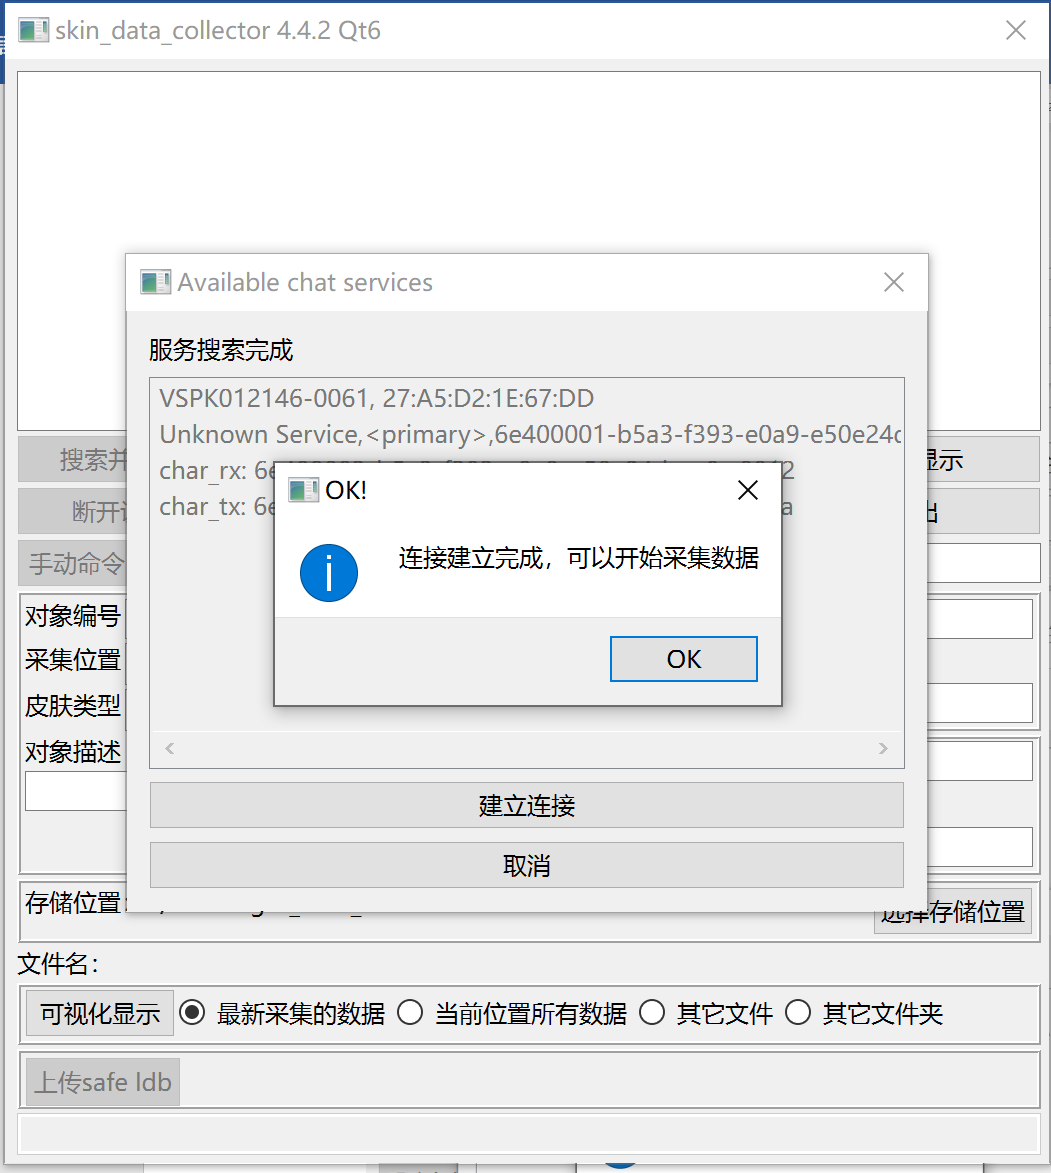 skin_data_collector 4.4.2 Qt6
Available chat services
服务搜索完成
VSPK012146-0061, 27:A5:D2:1E:67:DD
Unknown Service,<primary>,6e400001-b5a3-f393-e0a9-e50e24d
char_rx: 6e
char_tx: 6e
OK!
连接建立完成，可以开始采集数据
OK
建立连接
取消
搜索并
显示
断开
出
手动命令
对象编号
采集位置
皮肤类型
对象描述
存储位置:
选择存储位置
文件名：
可视化显示 最新采集的数据 当前位置所有数据 其它文件 其它文件夹
上传safe ldb